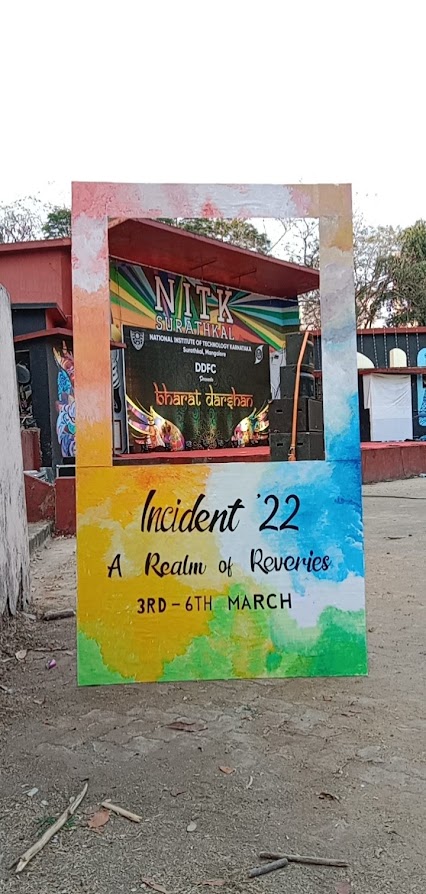 NITK
SURATHKAL
NATIONAL INSTITUTE OF TECHNOLOGY KARNATAKA
Surathkal, Mangalore
DDFC
Presents
bharat darshan
Incident '22
A Realm of Reveries
3RD - 6TH MARCH